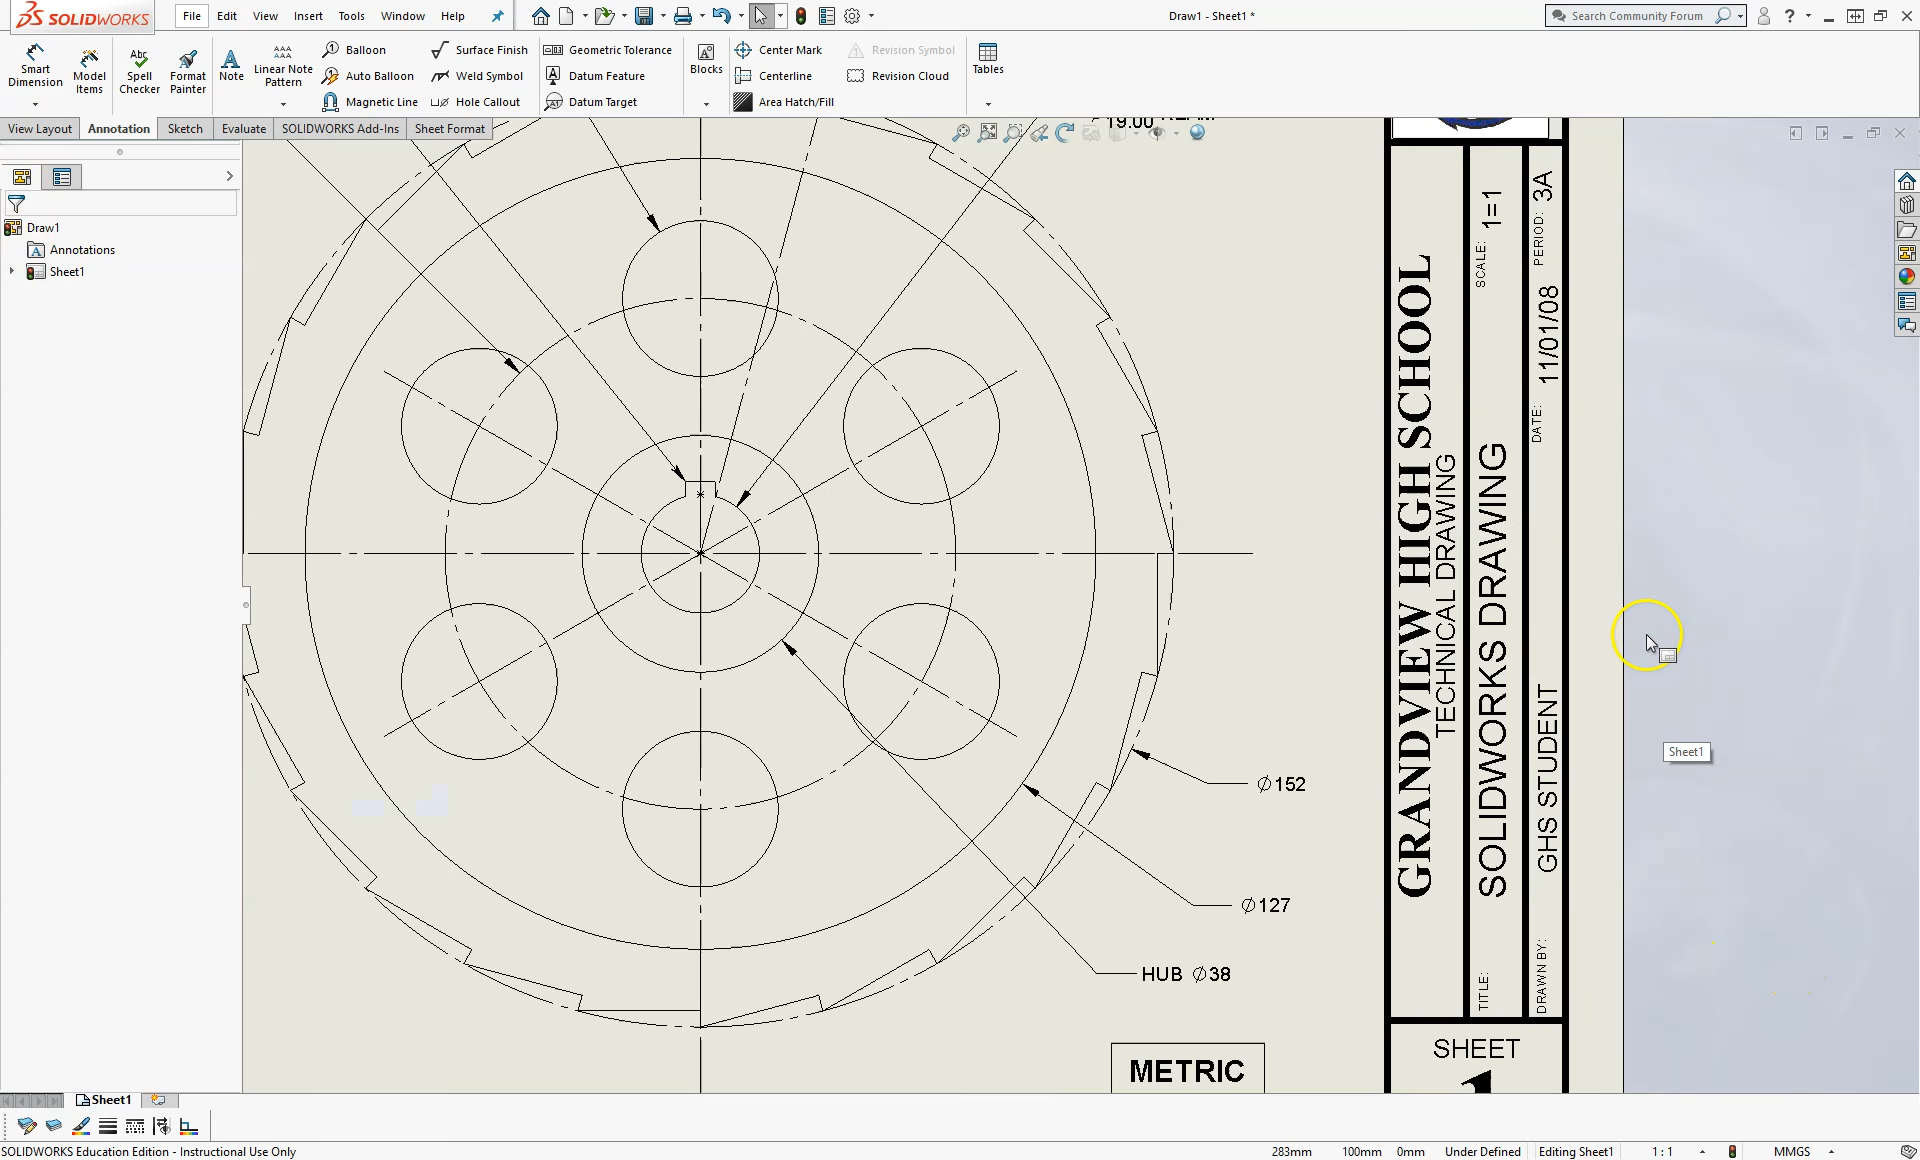 SOLIDWORKS
File Edit View Insert Tools Window Help
Draw1 - Sheet1 *
Search Community Forum
Smart Dimension
Model Items
Spell Checker
Format Painter
Note
Linear Note Pattern
Balloon
Auto Balloon
Magnetic Line
Surface Finish
Weld Symbol
Hole Callout
Geometric Tolerance
Datum Feature
Datum Target
Blocks
Center Mark
Centerline
Area Hatch/Fill
Revision Symbol
Revision Cloud
Tables
View Layout Annotation Sketch Evaluate SOLIDWORKS Add-Ins Sheet Format
Draw1
Annotations
Sheet1
19.00
Ø152
Ø127
HUB Ø38
METRIC
GRANDVIEW HIGH SCHOOL
TECHNICAL DRAWING
TITLE: SOLIDWORKS DRAWING SCALE: 1=1
DRAWN BY: GHS STUDENT DATE: 11/01/08 PERIOD: 3A
SHEET
Sheet1
Sheet1
SOLIDWORKS Education Edition - Instructional Use Only
283mm 100mm 0mm Under Defined Editing Sheet1 1 : 1 MMGS